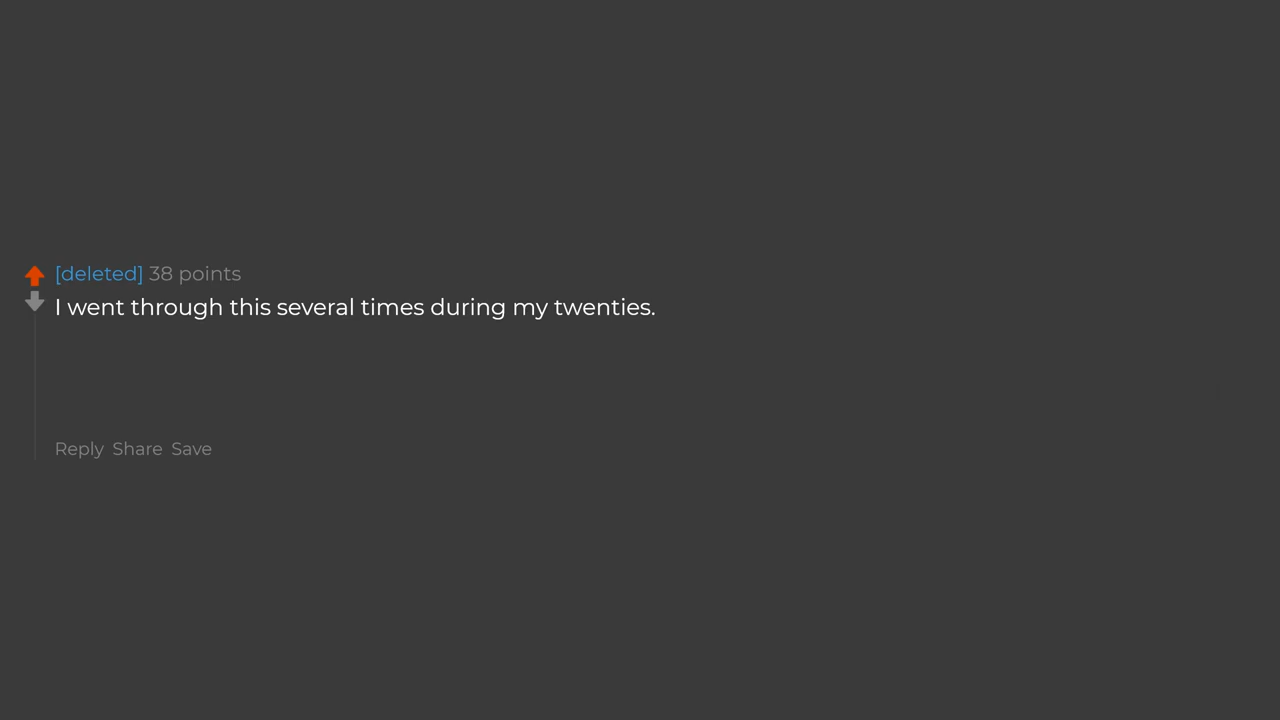 [deleted] 38 points
I went through this several times during my twenties.
Reply Share Save